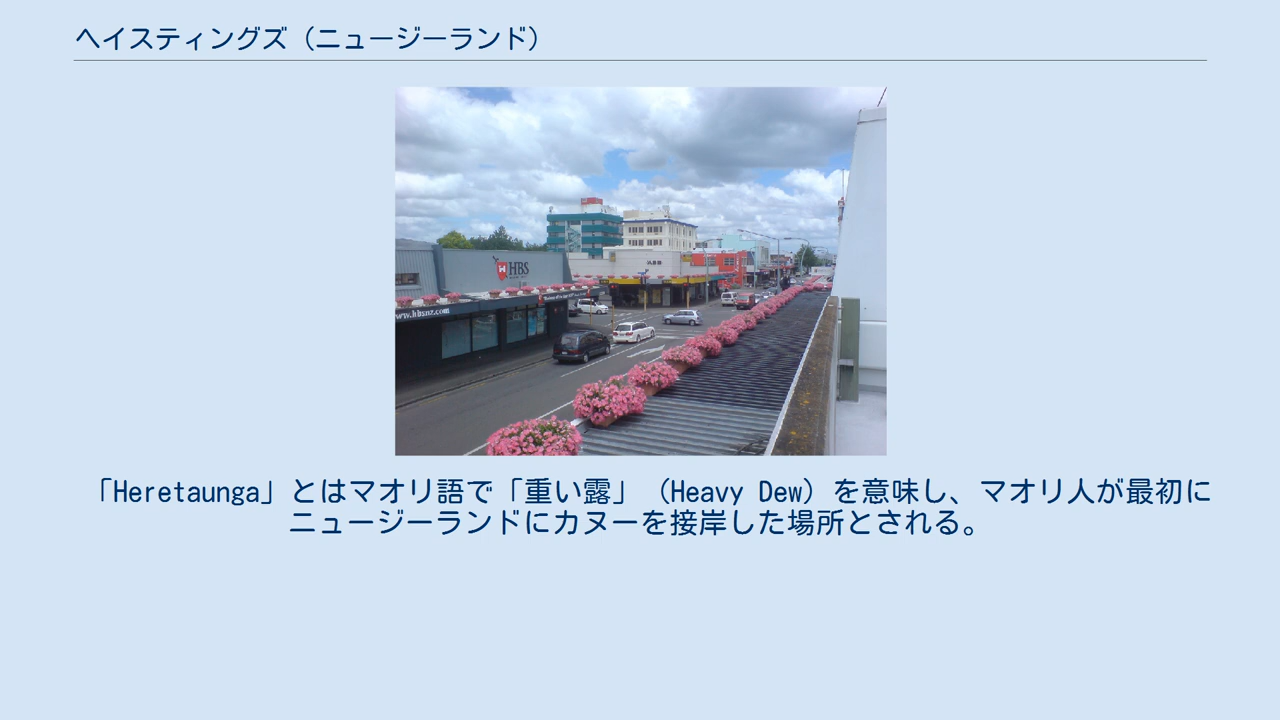 ヘイスティングズ（ニュージーランド）
HBS
www.hbsnz.com
「Heretaunga」とはマオリ語で「重い露」（Heavy Dew）を意味し、マオリ人が最初に
ニュージーランドにカヌーを接岸した場所とされる。